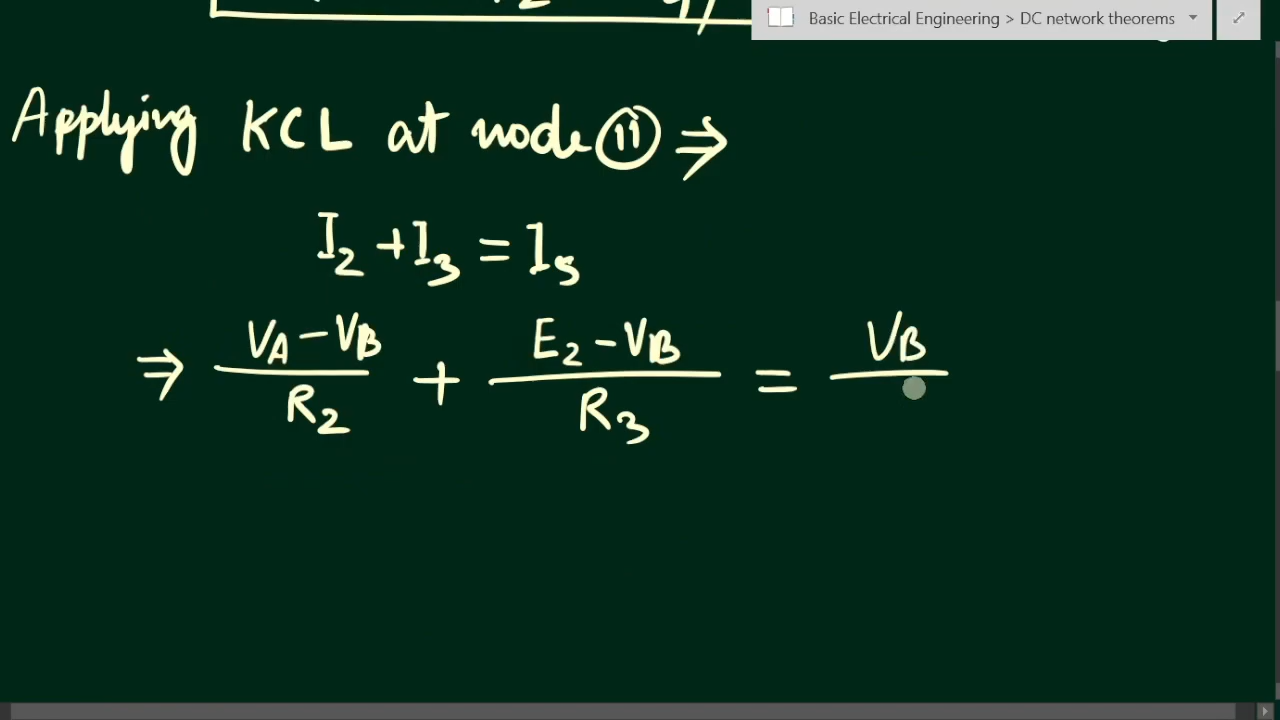 Basic Electrical Engineering > DC network theorems
Applying KCL at node (ii) ⇒
I₂ + I₃ = I₅
⇒ (VA − VB)/R₂ + (E₂ − VB)/R₃ = VB/